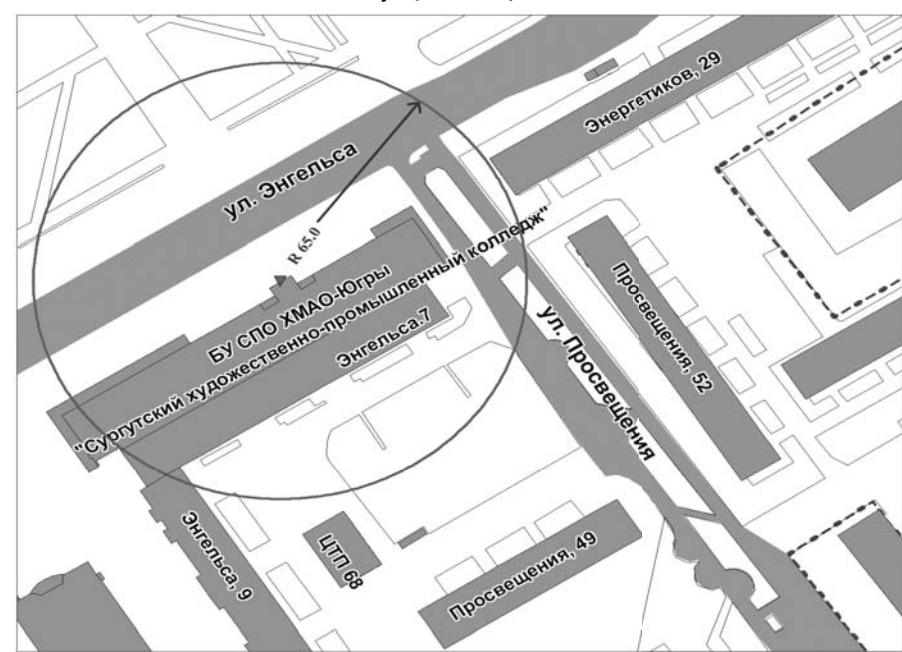 Энергетиков, 29
ул. Энгельса
R 65.0
БУ СПО ХМАО-Югры
"Сургутский художественно-промышленный колледж"
Энгельса.7
Просвещения, 52
ул. Просвещения
Энгельса, 9
ЦТП 68
Просвещения, 49